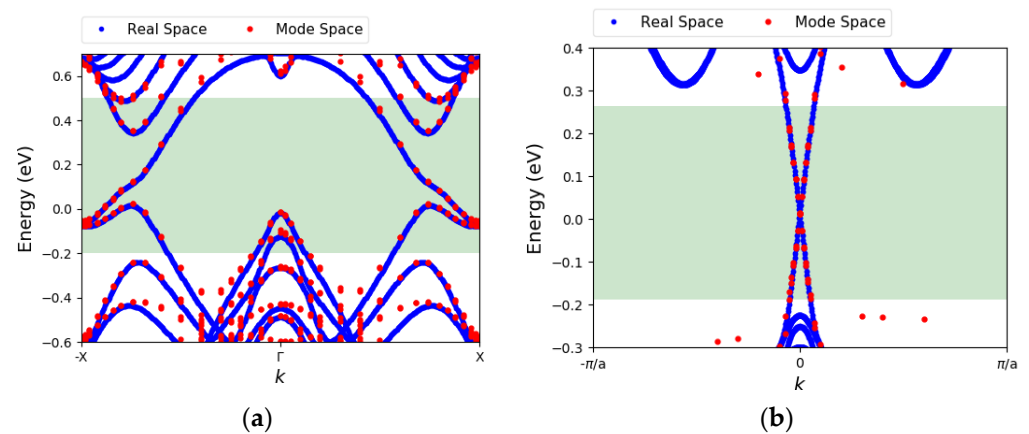 Real Space Mode Space
0.6
0.4
0.2
0.0
−0.2
−0.4
−0.6
Energy (eV)
-X Γ X
k
(a)
Real Space Mode Space
0.4
0.3
0.2
0.1
0.0
−0.1
−0.2
−0.3
Energy (eV)
-π/a 0 π/a
k
(b)